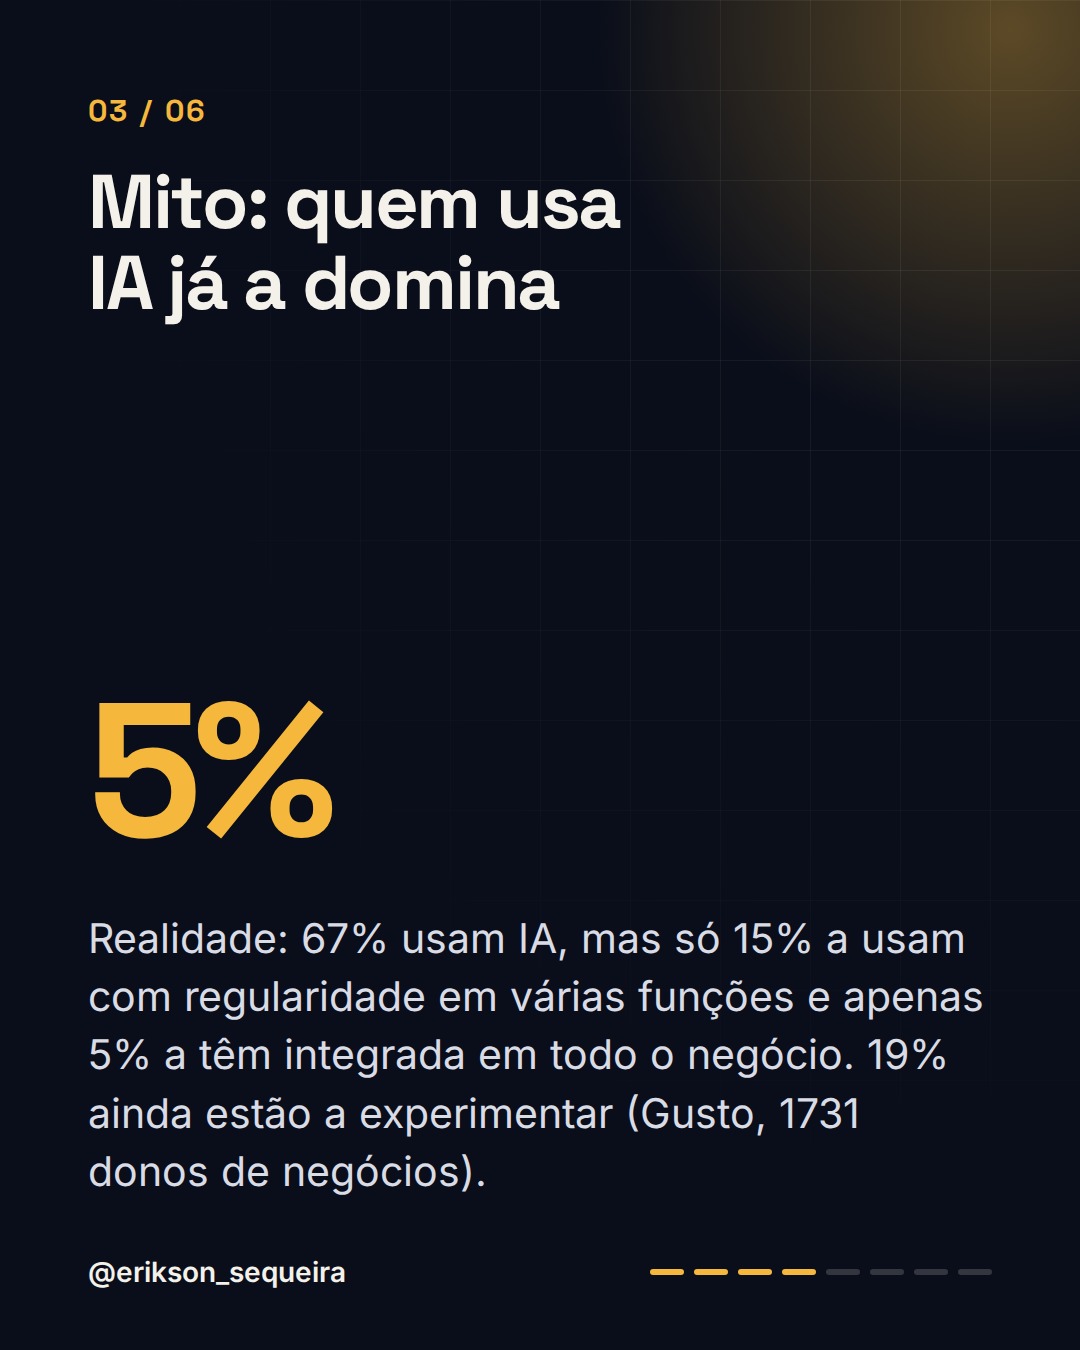 03 / 06
Mito: quem usa
IA já a domina
5%
Realidade: 67% usam IA, mas só 15% a usam
com regularidade em várias funções e apenas
5% a têm integrada em todo o negócio. 19%
ainda estão a experimentar (Gusto, 1731
donos de negócios).
@erikson_sequeira